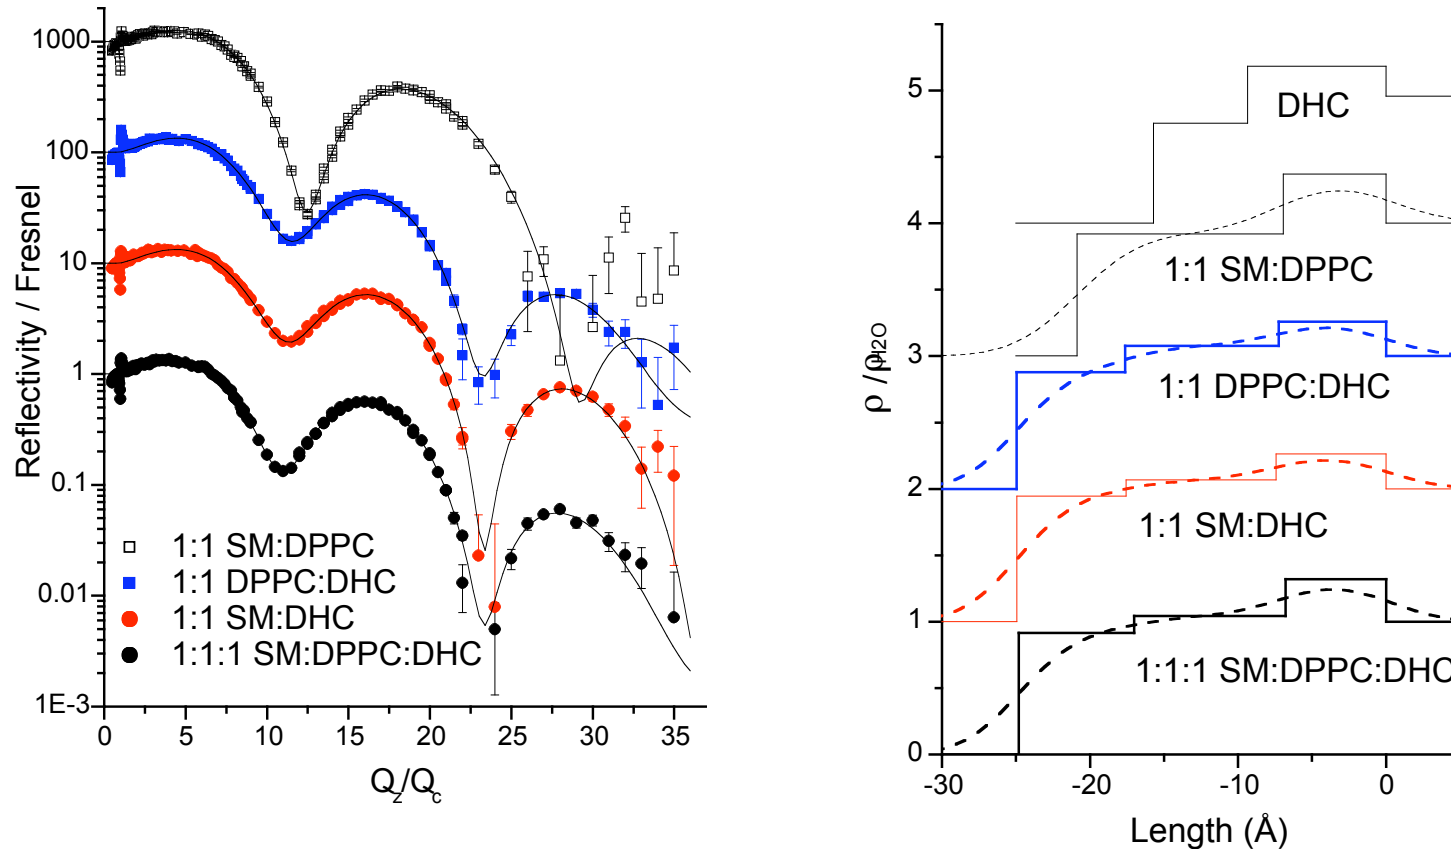 1000
100
10
1
0.1
0.01
1E-3
Reflectivity / Fresnel
1:1 SM:DPPC
1:1 DPPC:DHC
1:1 SM:DHC
1:1:1 SM:DPPC:DHC
0 5 10 15 20 25 30 35
Qz/Qc
5
4
3
2
1
0
DHC
1:1 SM:DPPC
1:1 DPPC:DHC
1:1 SM:DHC
1:1:1 SM:DPPC:DHC
-30 -20 -10 0
Length (Å)